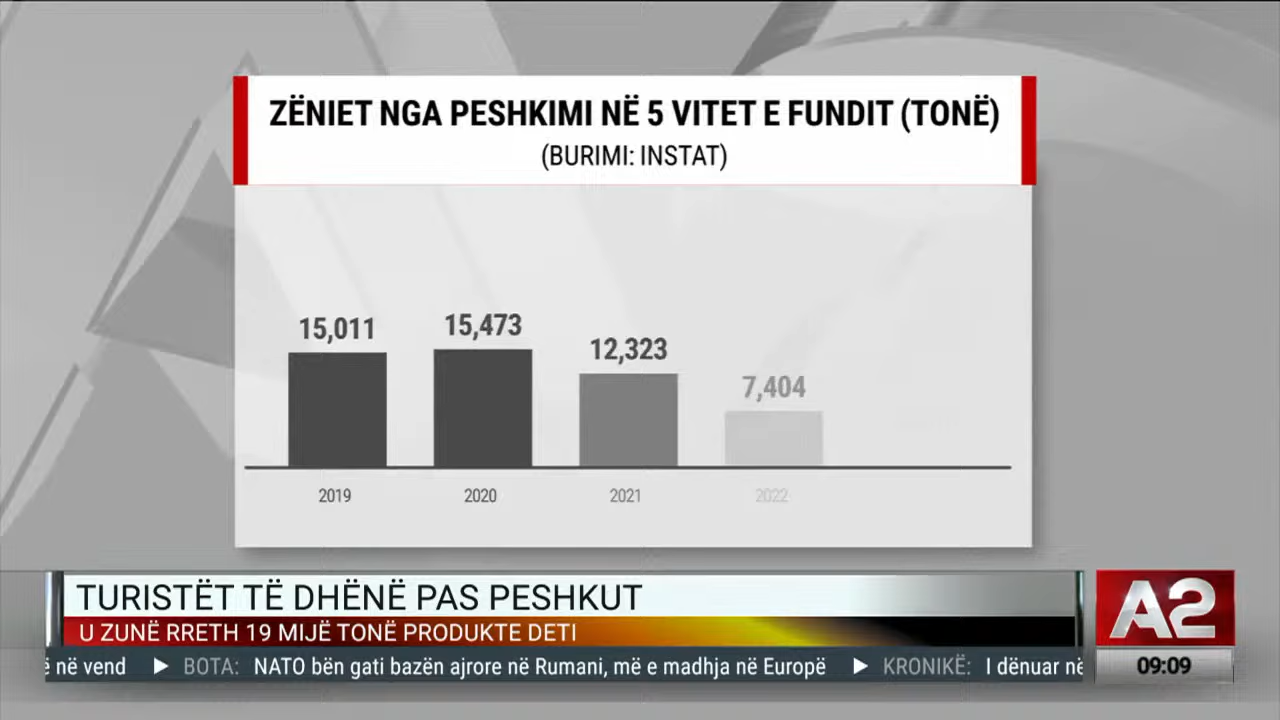 ZËNIET NGA PESHKIMI NË 5 VITET E FUNDIT (TONË)
(BURIMI: INSTAT)
15,011
15,473
12,323
7,404
2019
2020
2021
2022
TURISTËT TË DHËNË PAS PESHKUT
U ZUNË RRETH 19 MIJË TONË PRODUKTE DETI
A2
ë në vend ▶ BOTA: NATO bën gati bazën ajrore në Rumani, më e madhja në Europë ▶ KRONIKË: I dënuar në
09:09